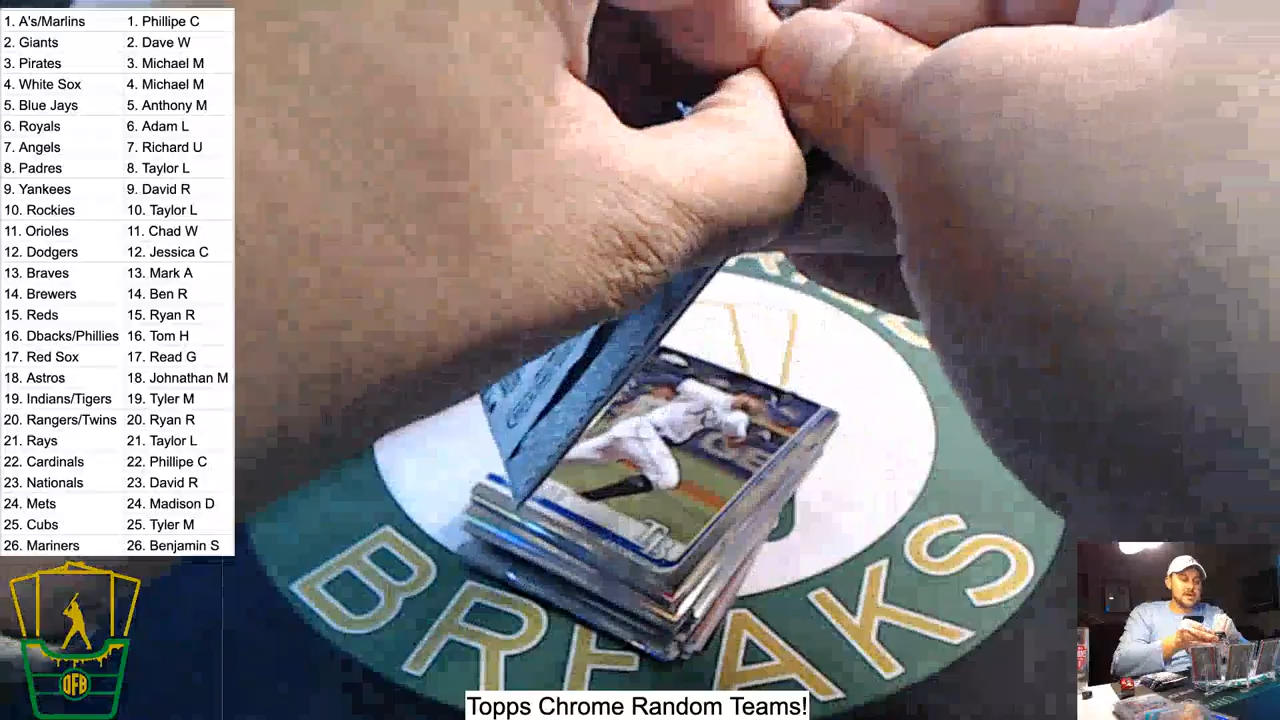 1. A's/Marlins 1. Phillipe C
2. Giants 2. Dave W
3. Pirates 3. Michael M
4. White Sox 4. Michael M
5. Blue Jays 5. Anthony M
6. Royals 6. Adam L
7. Angels 7. Richard U
8. Padres 8. Taylor L
9. Yankees 9. David R
10. Rockies 10. Taylor L
11. Orioles 11. Chad W
12. Dodgers 12. Jessica C
13. Braves 13. Mark A
14. Brewers 14. Ben R
15. Reds 15. Ryan R
16. Dbacks/Phillies 16. Tom H
17. Red Sox 17. Read G
18. Astros 18. Johnathan M
19. Indians/Tigers 19. Tyler M
20. Rangers/Twins 20. Ryan R
21. Rays 21. Taylor L
22. Cardinals 22. Phillipe C
23. Nationals 23. David R
24. Mets 24. Madison D
25. Cubs 25. Tyler M
26. Mariners 26. Benjamin S
BREAKS
OFB
Topps Chrome Random Teams!